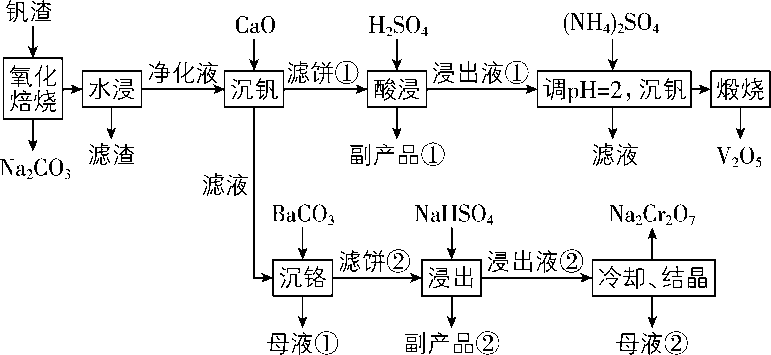 钒渣
CaO
H₂SO₄
(NH₄)₂SO₄
氧化焙烧
水浸
净化液
沉钒
滤饼①
酸浸
浸出液①
调pH=2,沉钒
煅烧
Na₂CO₃
滤渣
副产品①
滤液
V₂O₅
滤液
BaCO₃
NaHSO₄
Na₂Cr₂O₇
沉铬
滤饼②
浸出
浸出液②
冷却、结晶
母液①
副产品②
母液②